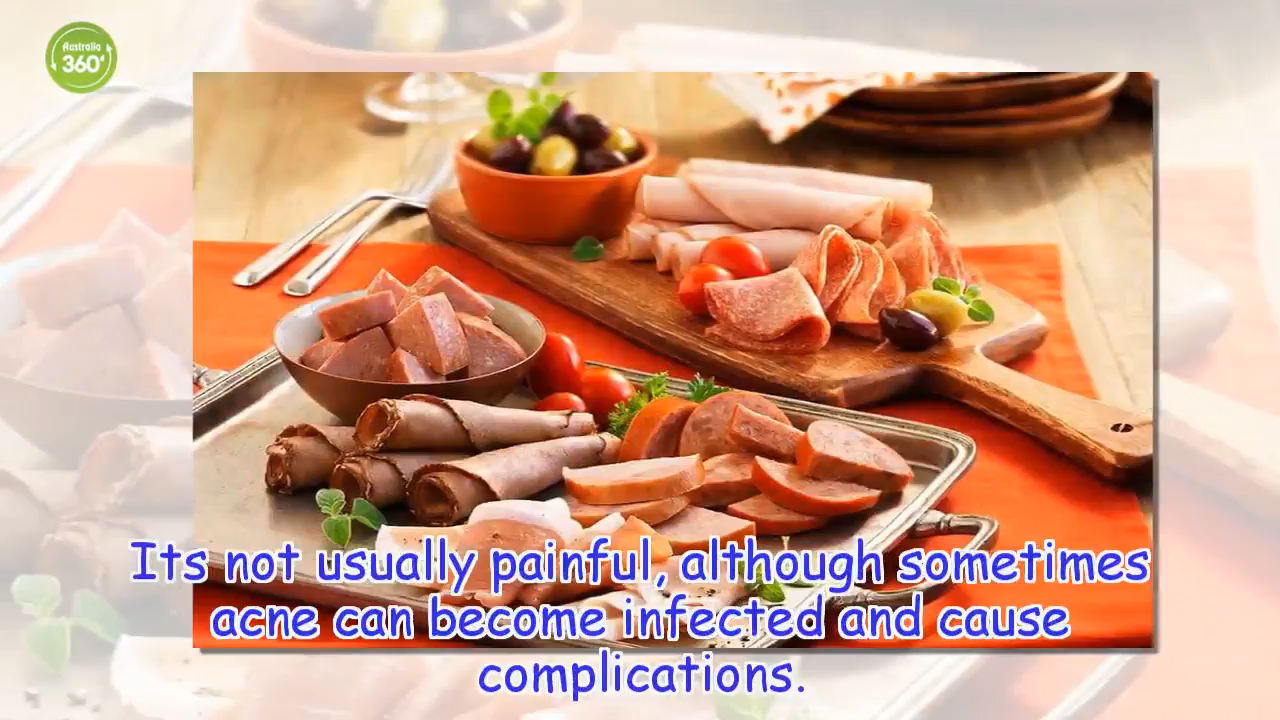 Australia
360°
Its not usually painful, although sometimes
acne can become infected and cause
complications.